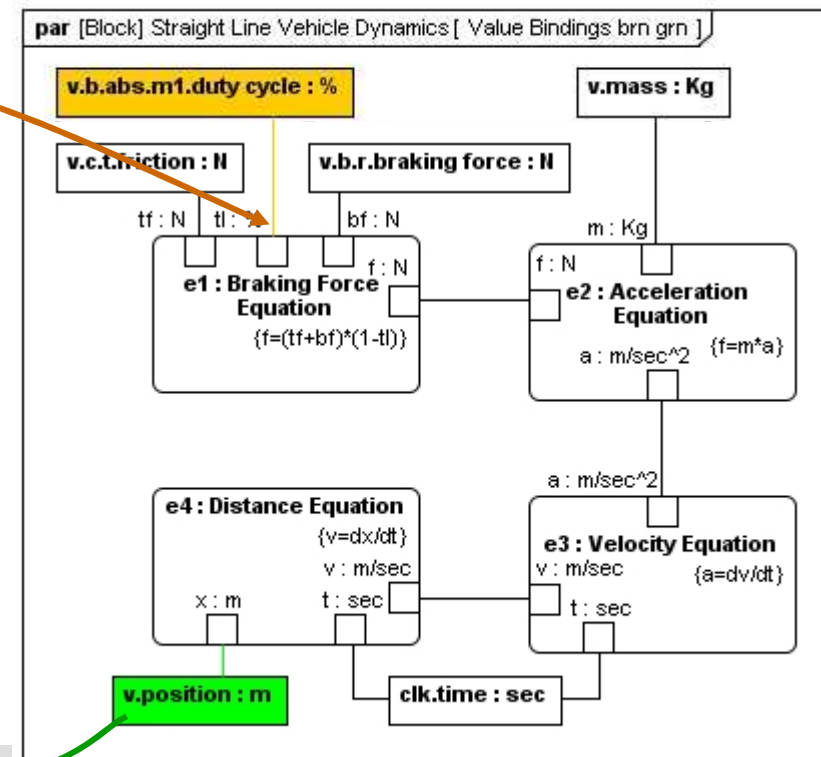 par [Block] Straight Line Vehicle Dynamics [ Value Bindings brn grn ]
v.b.abs.m1.duty cycle : %
v.mass : Kg
v.c.t.friction : N
v.b.r.braking force : N
tf : N
tl : %
bf : N
m : Kg
f : N
e1 : Braking Force
Equation
{f=(tf+bf)*(1-tl)}
f : N
e2 : Acceleration
Equation
{f=m*a}
a : m/sec^2
a : m/sec^2
e4 : Distance Equation
{v=dx/dt}
v : m/sec
x : m
t : sec
e3 : Velocity Equation
v : m/sec
{a=dv/dt}
t : sec
v.position : m
clk.time : sec